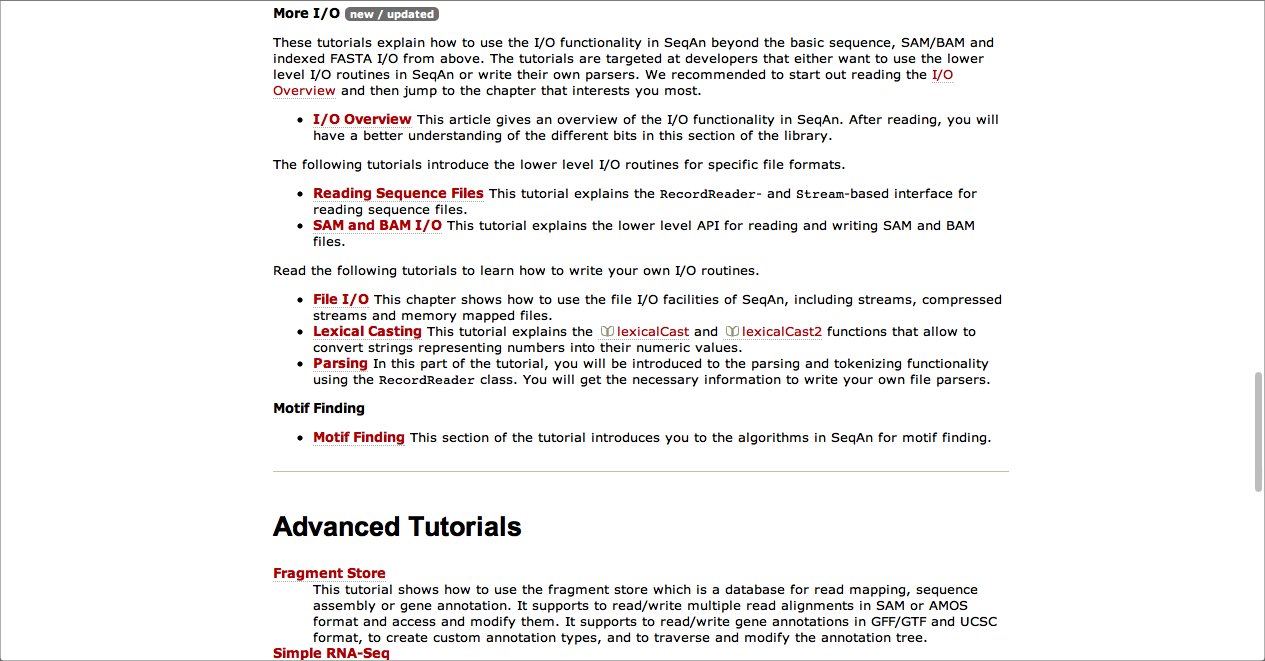 More I/O new / updated
These tutorials explain how to use the I/O functionality in SeqAn beyond the basic sequence, SAM/BAM and
indexed FASTA I/O from above. The tutorials are targeted at developers that either want to use the lower
level I/O routines in SeqAn or write their own parsers. We recommended to start out reading the I/O
Overview and then jump to the chapter that interests you most.
• I/O Overview This article gives an overview of the I/O functionality in SeqAn. After reading, you will
have a better understanding of the different bits in this section of the library.
The following tutorials introduce the lower level I/O routines for specific file formats.
• Reading Sequence Files This tutorial explains the RecordReader- and Stream-based interface for
reading sequence files.
• SAM and BAM I/O This tutorial explains the lower level API for reading and writing SAM and BAM
files.
Read the following tutorials to learn how to write your own I/O routines.
• File I/O This chapter shows how to use the file I/O facilities of SeqAn, including streams, compressed
streams and memory mapped files.
• Lexical Casting This tutorial explains the lexicalCast and lexicalCast2 functions that allow to
convert strings representing numbers into their numeric values.
• Parsing In this part of the tutorial, you will be introduced to the parsing and tokenizing functionality
using the RecordReader class. You will get the necessary information to write your own file parsers.
Motif Finding
• Motif Finding This section of the tutorial introduces you to the algorithms in SeqAn for motif finding.
Advanced Tutorials
Fragment Store
This tutorial shows how to use the fragment store which is a database for read mapping, sequence
assembly or gene annotation. It supports to read/write multiple read alignments in SAM or AMOS
format and access and modify them. It supports to read/write gene annotations in GFF/GTF and UCSC
format, to create custom annotation types, and to traverse and modify the annotation tree.
Simple RNA-Seq